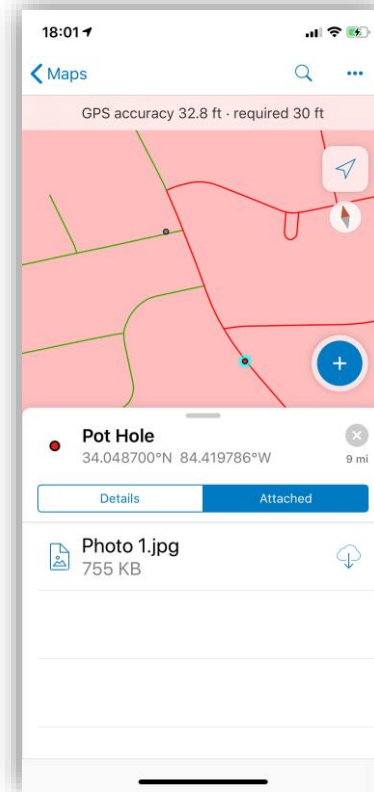 18:01
Maps
GPS accuracy 32.8 ft · required 30 ft
Pot Hole
34.048700°N 84.419786°W
9 mi
Details
Attached
Photo 1.jpg
755 KB